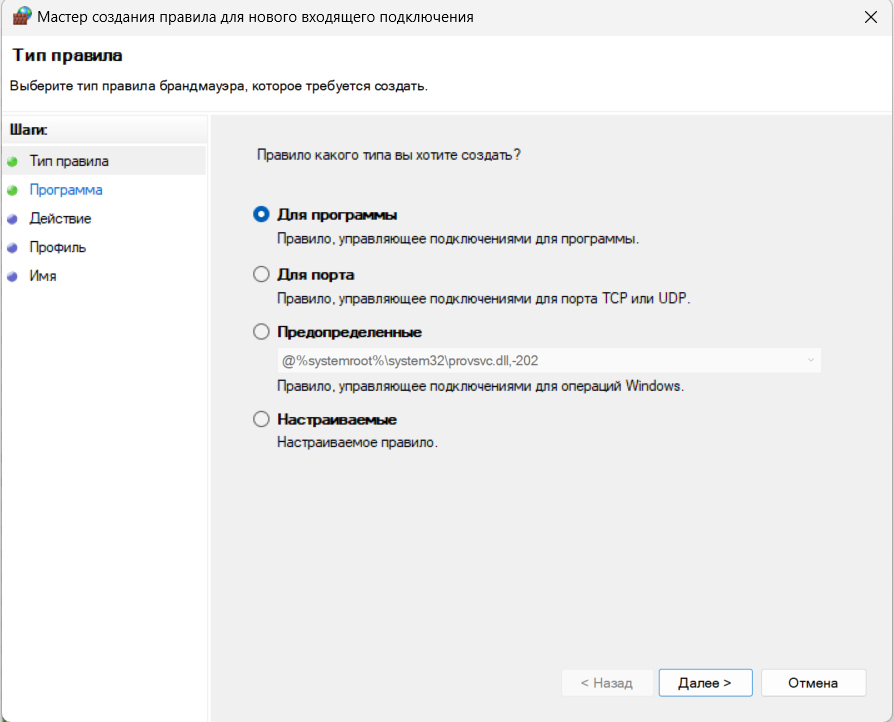 Мастер создания правила для нового входящего подключения
Тип правила
Выберите тип правила брандмауэра, которое требуется создать.
Шаги:
Тип правила
Программа
Действие
Профиль
Имя
Правило какого типа вы хотите создать?
Для программы
Правило, управляющее подключениями для программы.
Для порта
Правило, управляющее подключениями для порта TCP или UDP.
Предопределенные
@%systemroot%\system32\provsvc.dll,-202
Правило, управляющее подключениями для операций Windows.
Настраиваемые
Настраиваемое правило.
< Назад
Далее >
Отмена